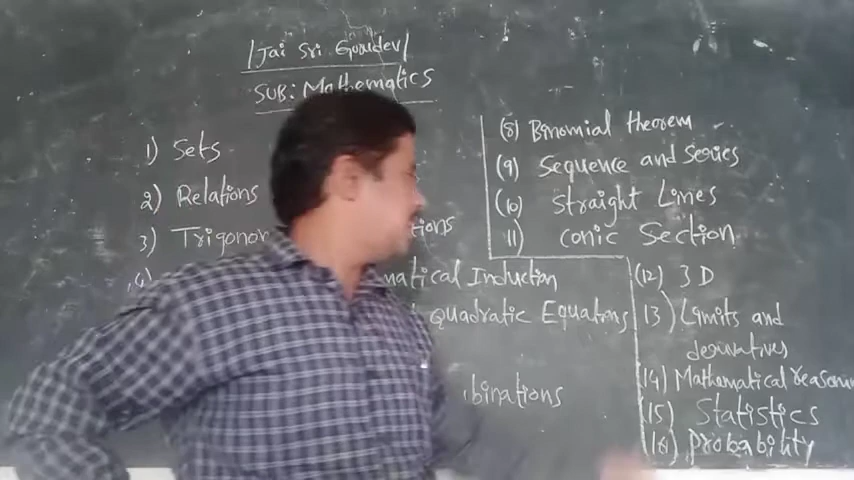 /Jai Sri Gurudev/
SUB: Mathematics
1) Sets
2) Relations
3) Trigonom
tions
(4)
matical Induction
Quadratic Equations
binations
(8) Binomial theorem
(9) Sequence and Series
(10) Straight Lines
11) Conic Section
(12) 3 D
13) Limits and
derivatives
(14) Mathematical reasoning
(15) Statistics
(16) Probability